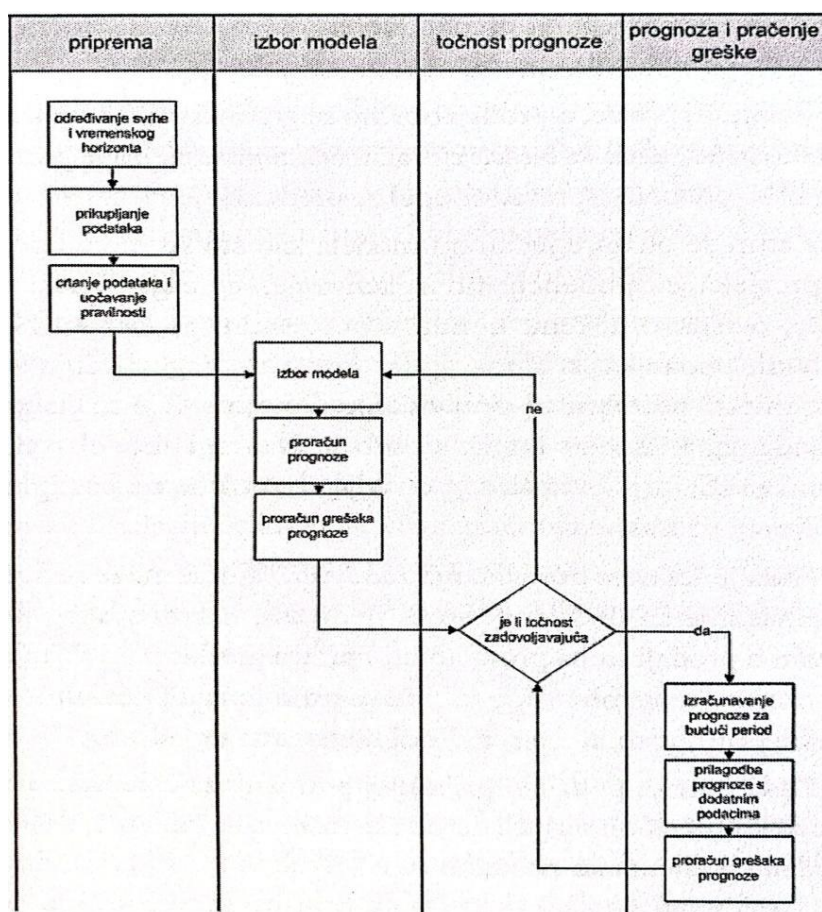 priprema
izbor modela
točnost prognoze
prognoza i pračenje
greške
određivanje svrhe
i vremenskog
horizonta
prikupljanje
podataka
crtanje podataka i
uočavanje
pravilnosti
izbor modela
proračun
prognoze
proračun grešaka
prognoze
ne
je li točnost
zadovoljavajuća
da
izračunavanje
prognoze za
budući period
prilagodba
prognoze s
dodatnim
podacima
proračun grešaka
prognoze